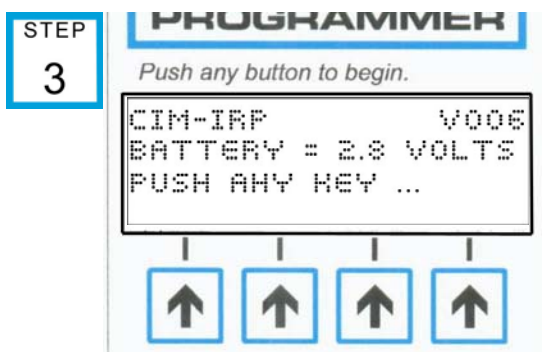 STEP
3
PROGRAMMER
Push any button to begin.
CIM-IRP V006
BATTERY = 2.8 VOLTS
PUSH ANY KEY ...